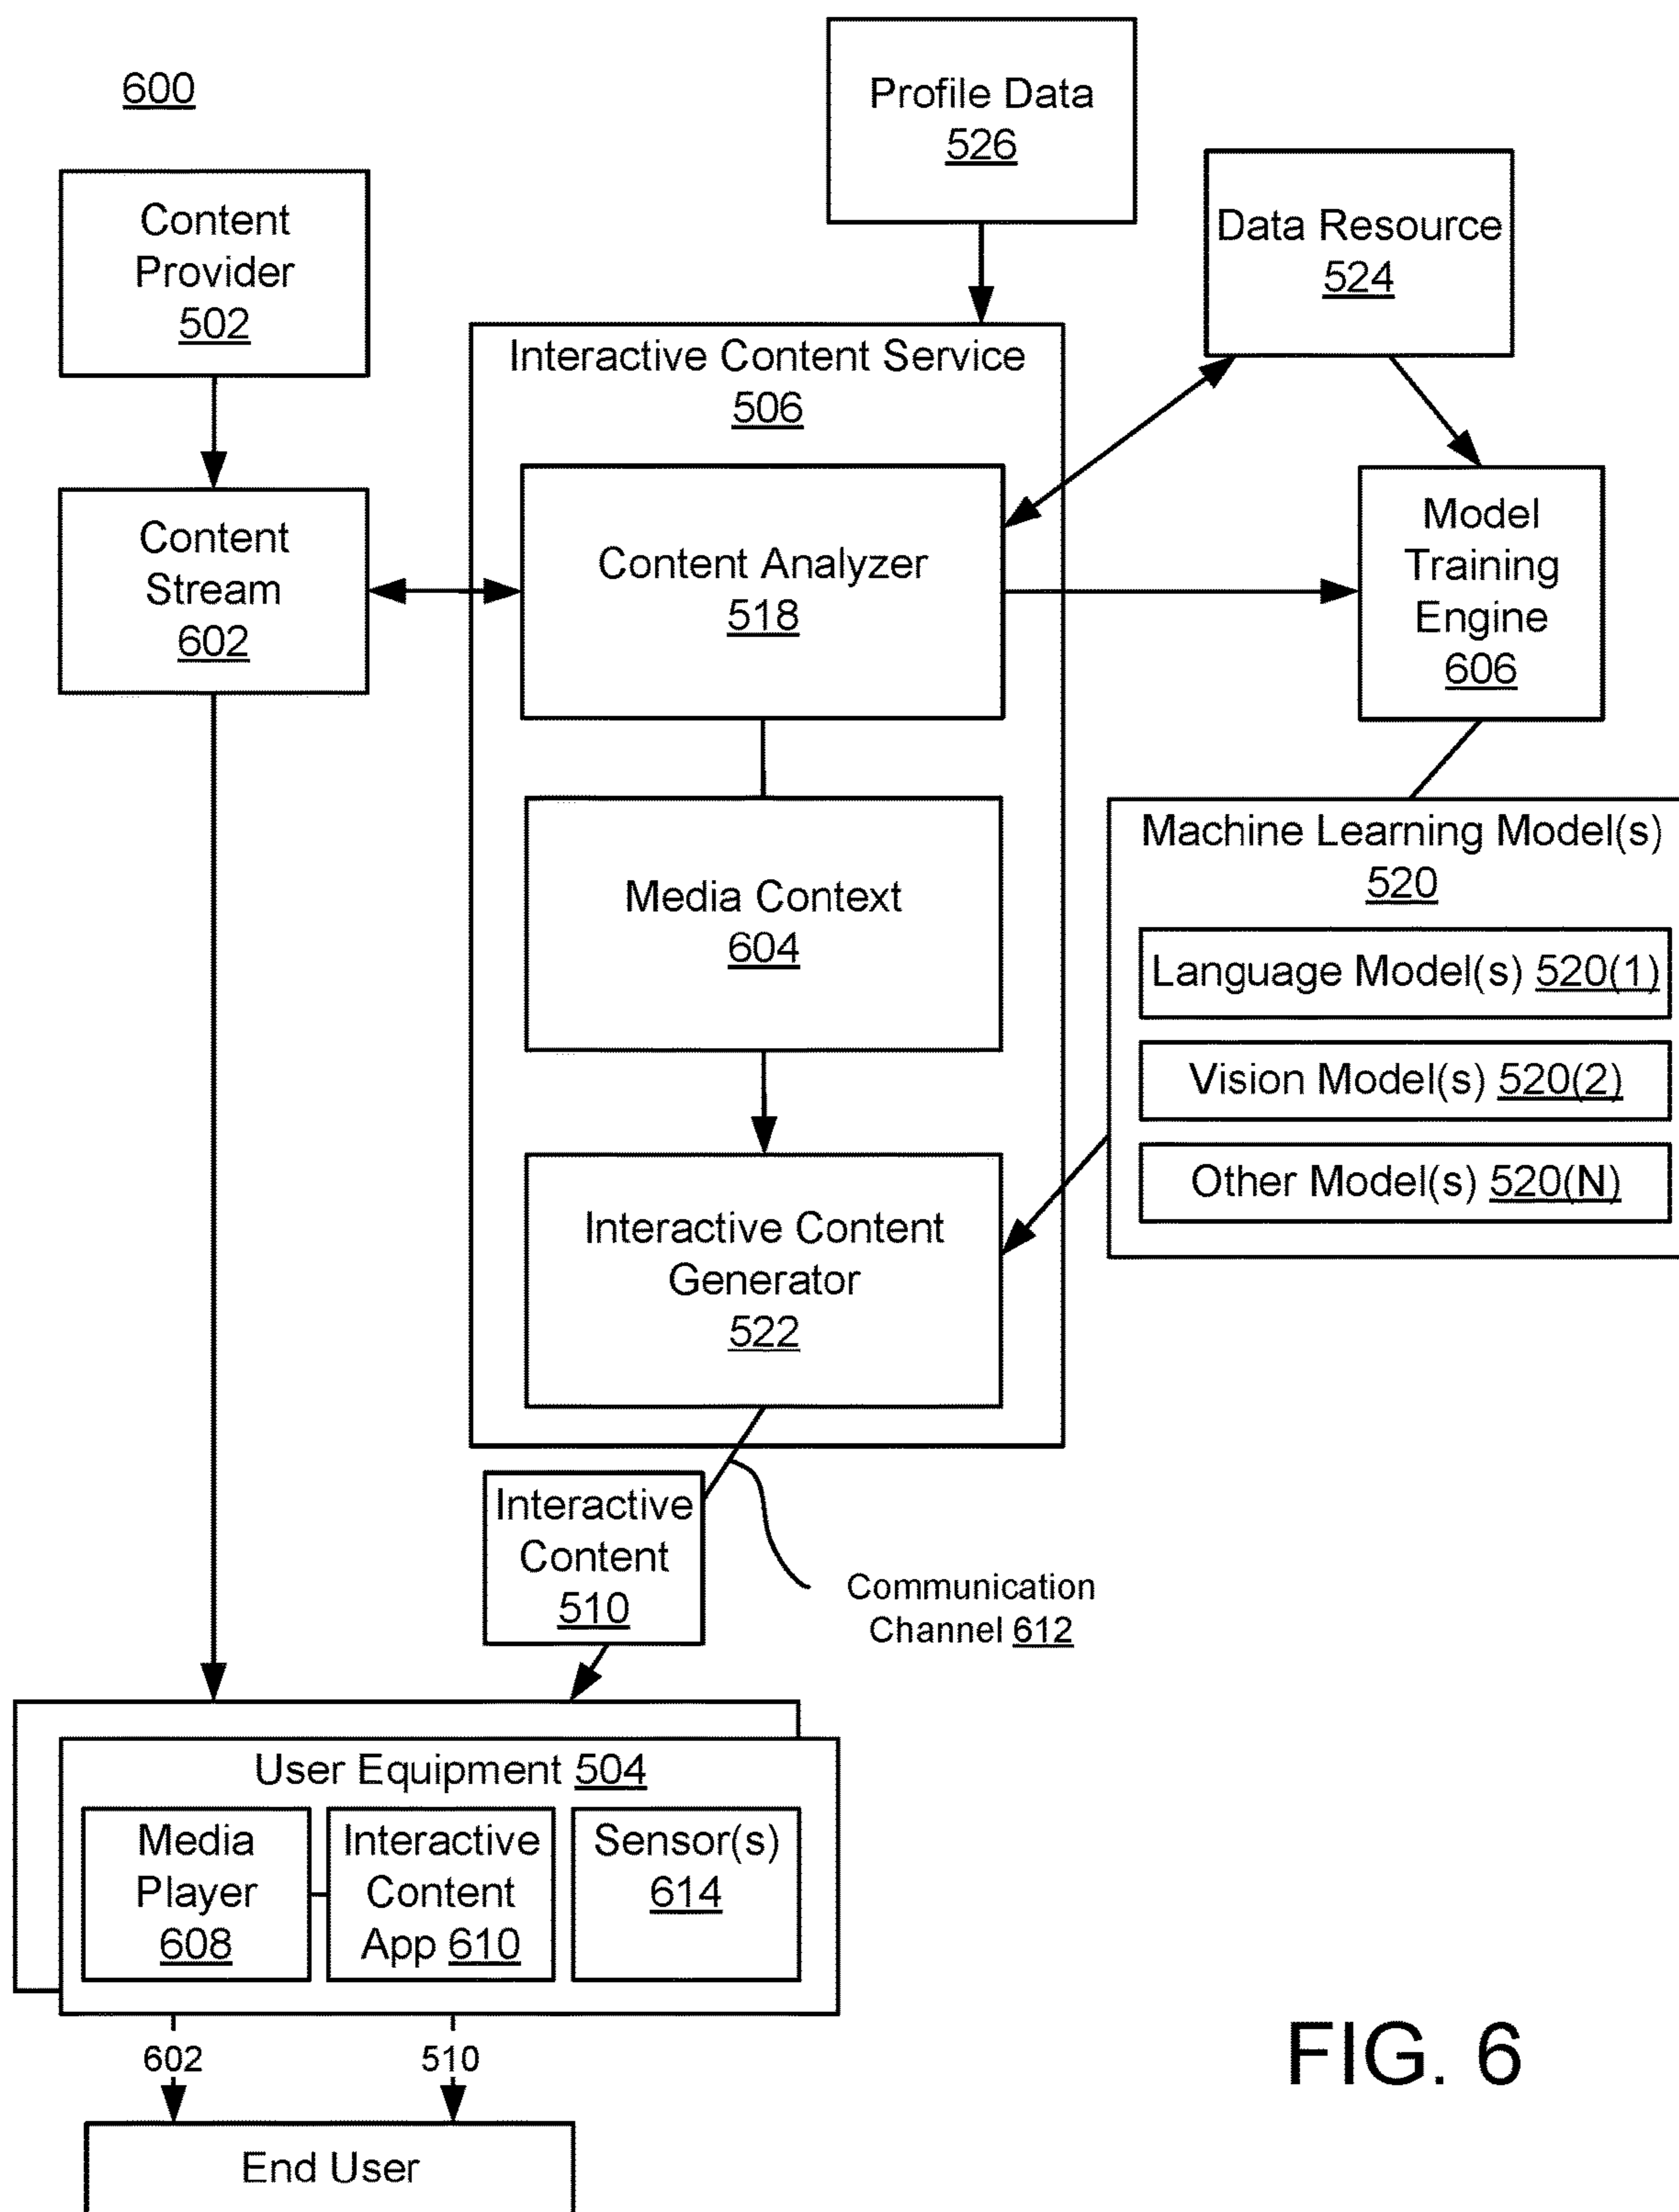 600
Profile Data
526
Content
Provider
502
Data Resource
524
Interactive Content Service
506
Content
Stream
602
Content Analyzer
518
Model
Training
Engine
606
Media Context
604
Machine Learning Model(s)
520
Language Model(s) 520(1)
Vision Model(s) 520(2)
Other Model(s) 520(N)
Interactive Content
Generator
522
Interactive
Content
510
Communication
Channel 612
User Equipment 504
Media
Player
608
Interactive
Content
App 610
Sensor(s)
614
602
510
End User
FIG. 6